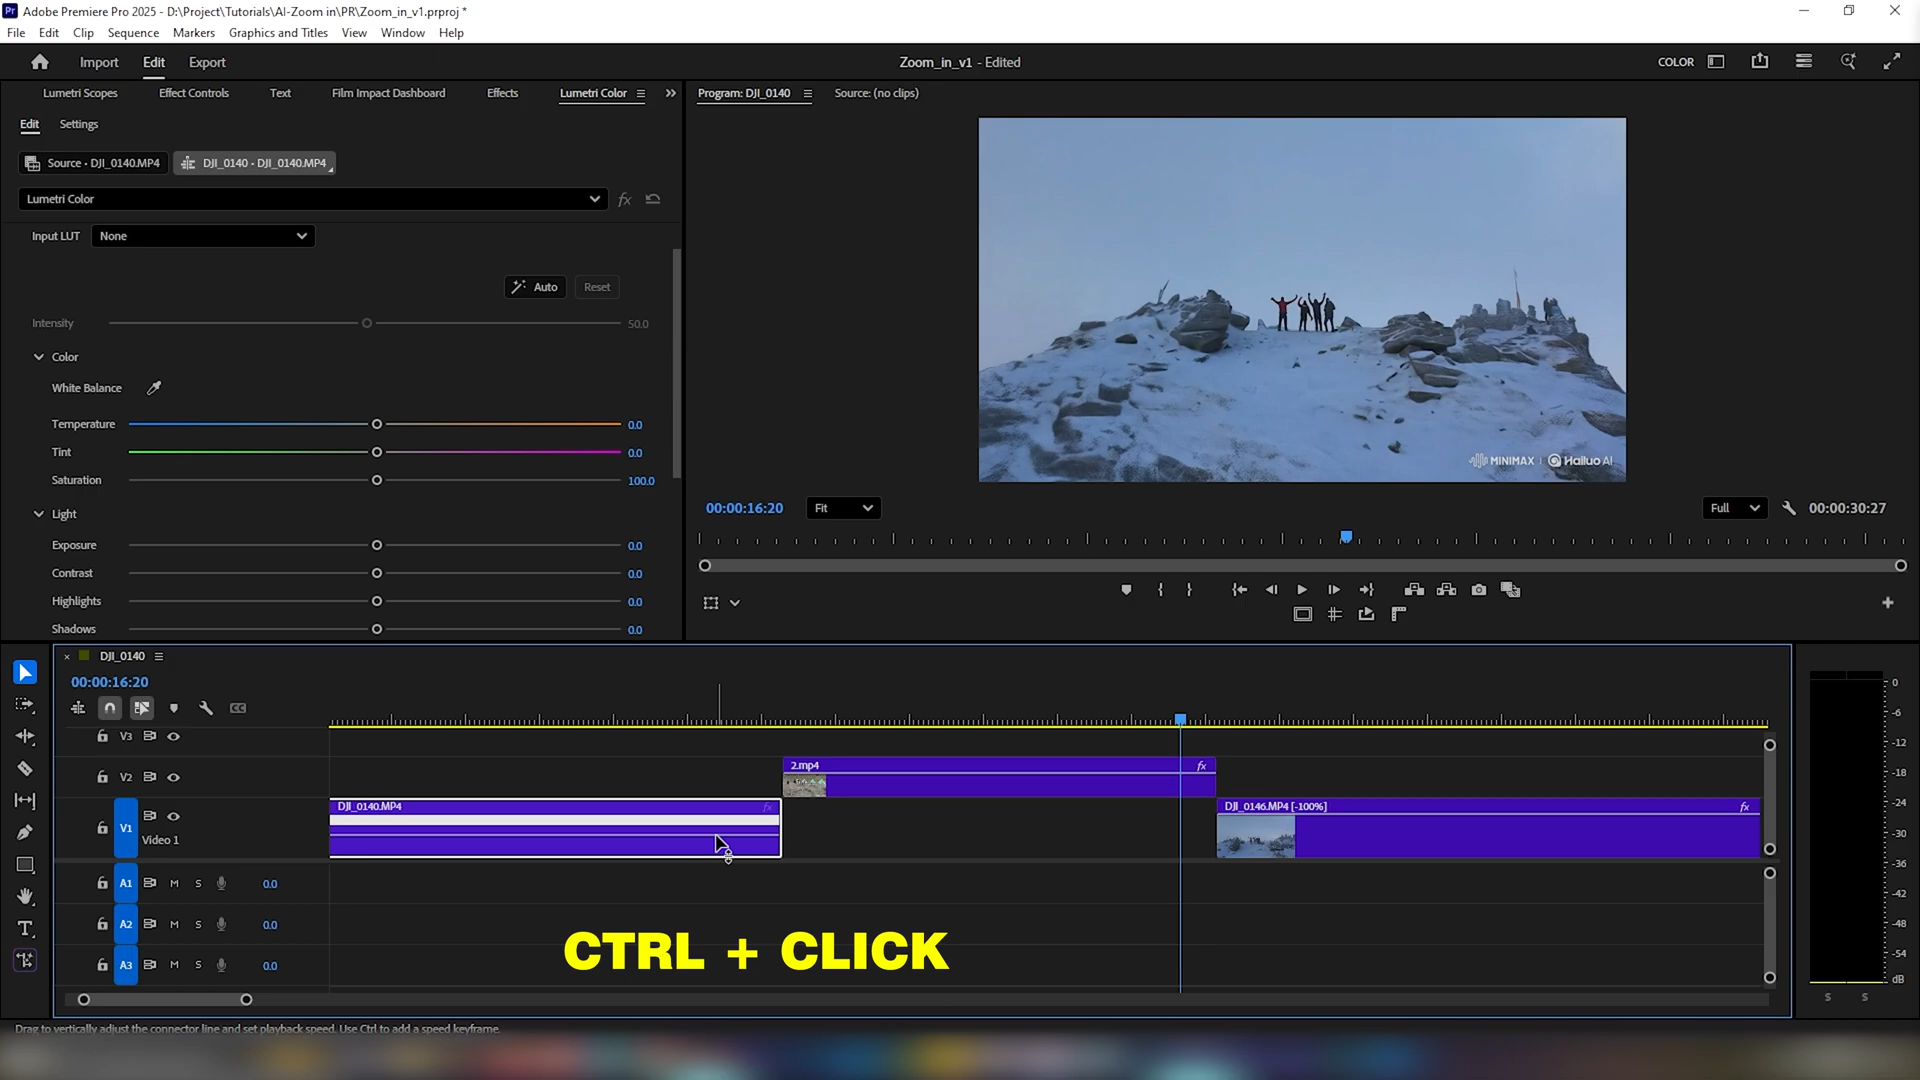 Pr Adobe Premiere Pro 2025 - D:\Project\Tutorials\AI-Zoom in\PR\Zoom_in_v1.prproj *
File Edit Clip Sequence Markers Graphics and Titles View Window Help
Import Edit Export Zoom_in_v1 - Edited COLOR
Lumetri Scopes Effect Controls Text Film Impact Dashboard Effects Lumetri Color
Program: DJI_0140 Source: (no clips)
Edit Settings
Source • DJI_0140.MP4 DJI_0140 • DJI_0140.MP4
Lumetri Color fx
Input LUT None
Auto Reset
Intensity 50.0
Color
White Balance
Temperature 0.0
Tint 0.0
Saturation 100.0
Light
Exposure 0.0
Contrast 0.0
Highlights 0.0
Shadows 0.0
MINIMAX | Hailuo AI
00:00:16:20 Fit Full 00:00:30:27
× DJI_0140
00:00:16:20
CC
V3
V2
V1
Video 1
2.mp4 fx
DJI_0140.MP4 fx
DJI_0146.MP4 [-100%] fx
A1 M S 0.0
A2 M S 0.0
A3 M S 0.0
CTRL + CLICK
0
-6
-12
-18
-24
-30
-36
-42
-48
-54
dB
S S
Drag to vertically adjust the connector line and set playback speed. Use Ctrl to add a speed keyframe.